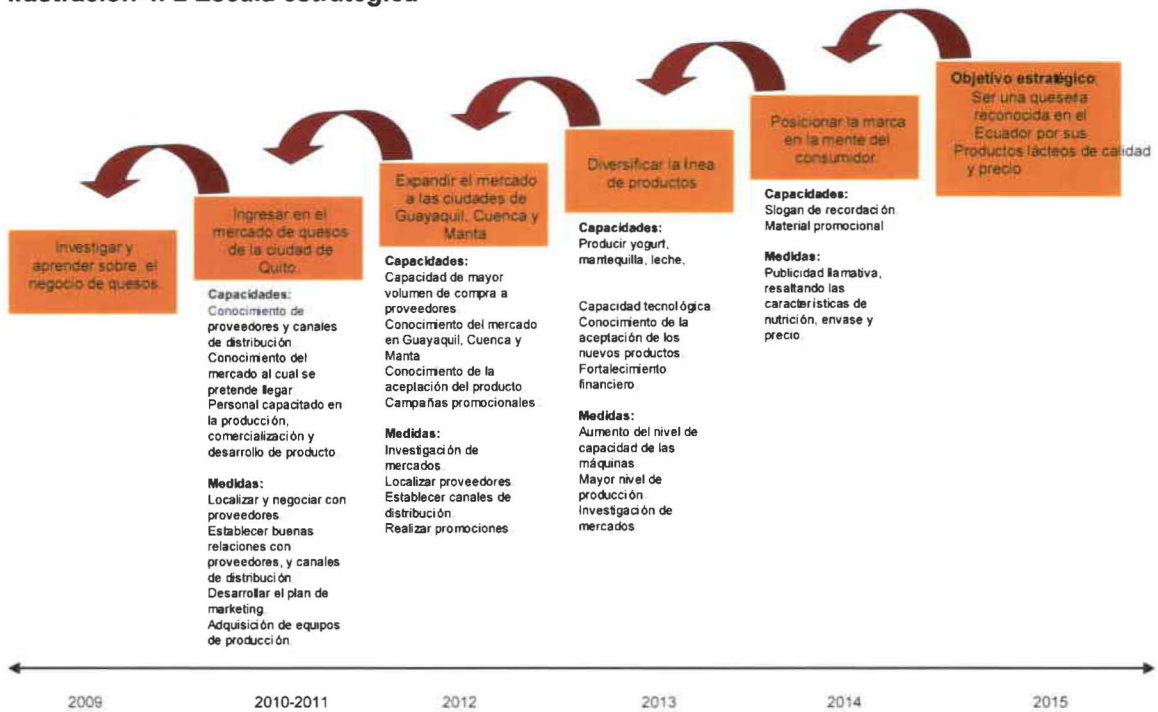 Investigar y
aprender sobre el
negocio de quesos.
Ingresar en el
mercado de quesos
de la ciudad de
Quito.
Capacidades:
Conocimiento de
proveedores y canales
de distribución
Conocimiento del
mercado al cual se
pretende llegar
Personal capacitado en
la producción,
comercialización y
desarrollo de producto
Medidas:
Localizar y negociar con
proveedores
Establecer buenas
relaciones con
proveedores, y canales
de distribución
Desarrollar el plan de
marketing.
Adquisición de equipos
de producción.
Expandir el mercado
a las ciudades de
Guayaquil, Cuenca y
Manta
Capacidades:
Capacidad de mayor
volumen de compra a
proveedores
Conocimiento del mercado
en Guayaquil, Cuenca y
Manta
Conocimiento de la
aceptación del producto
Campañas promocionales
Medidas:
Investigación de
mercados
Localizar proveedores
Establecer canales de
distribución
Realizar promociones
Diversificar la línea
de productos
Capacidades:
Producir yogurt,
mantequilla, leche,
Capacidad tecnológica
Conocimiento de la
aceptación de los
nuevos productos
Fortalecimiento
financiero
Medidas:
Aumento del nivel de
capacidad de las
máquinas
Mayor nivel de
producción
Investigación de
mercados
Posicionar la marca
en la mente del
consumidor
Capacidades:
Slogan de recordación
Material promocional
Medidas:
Publicidad llamativa,
resaltando las
características de
nutrición, envase y
precio
Objetivo estratégico:
Ser una quesera
reconocida en el
Ecuador por sus
Productos lácteos de calidad
y precio
2009
2010-2011
2012
2013
2014
2015